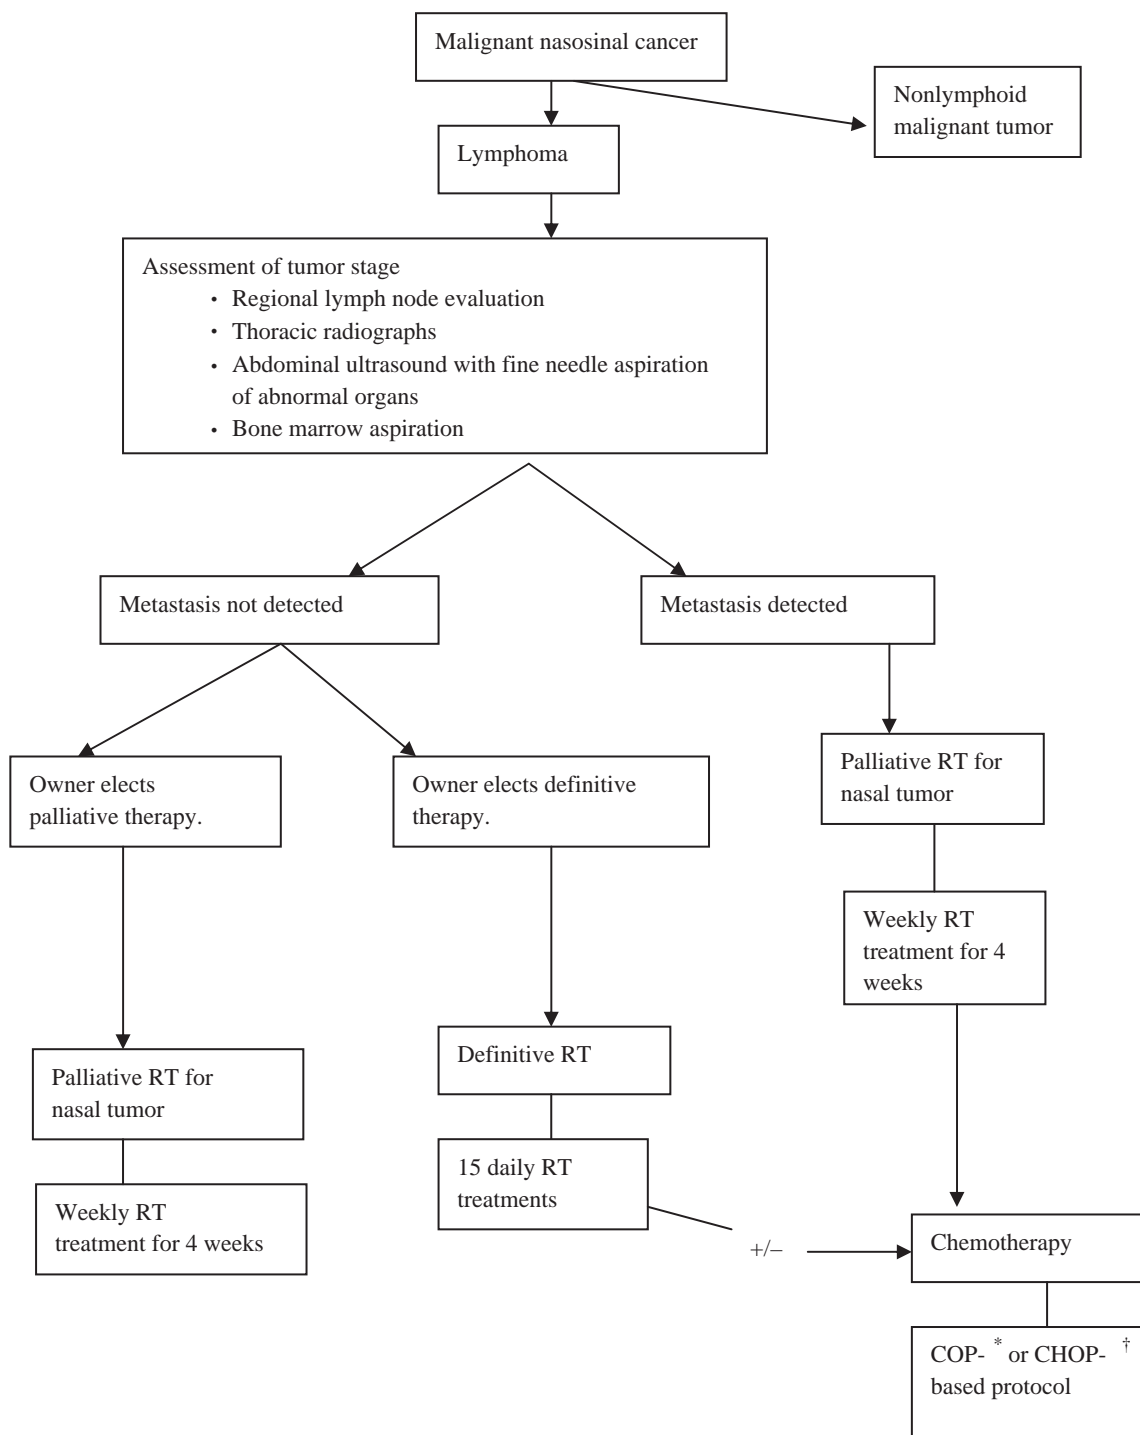 Malignant nasosinal cancer
Nonlymphoid
malignant tumor
Lymphoma
Assessment of tumor stage
• Regional lymph node evaluation
• Thoracic radiographs
• Abdominal ultrasound with fine needle aspiration
of abnormal organs
• Bone marrow aspiration
Metastasis not detected
Metastasis detected
Owner elects
palliative therapy.
Owner elects definitive
therapy.
Palliative RT for
nasal tumor
Weekly RT
treatment for 4
weeks
Palliative RT for
nasal tumor
Definitive RT
Weekly RT
treatment for 4 weeks
15 daily RT
treatments
+/–
Chemotherapy
COP- * or CHOP- †
based protocol